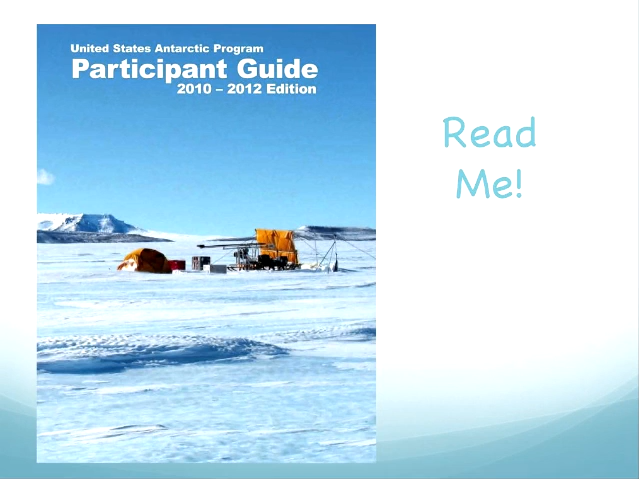 United States Antarctic Program
Participant Guide
2010 – 2012 Edition
Read
Me!